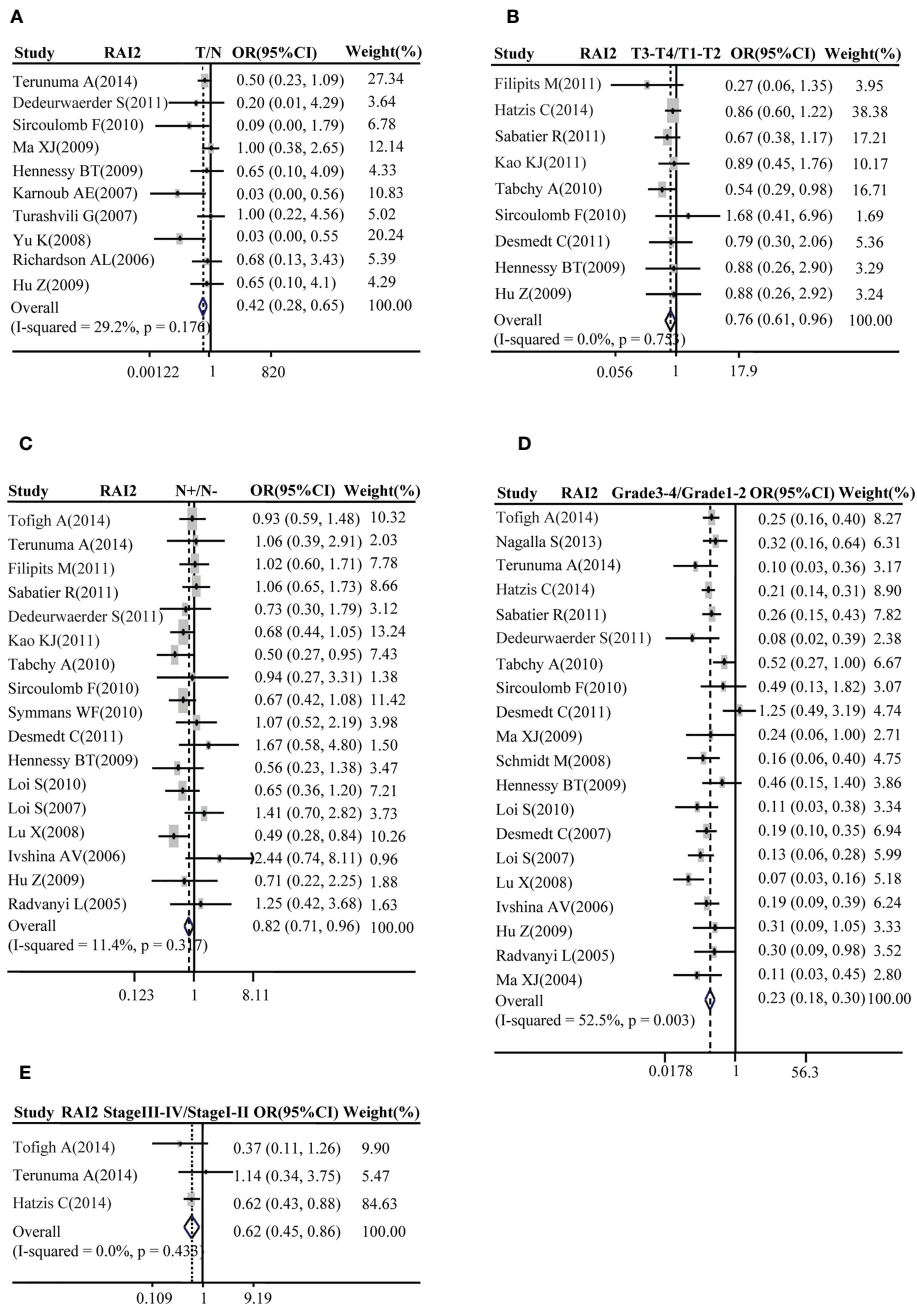 A
Study RAI2 T/N OR(95%CI) Weight(%)
Terunuma A(2014) 0.50 (0.23, 1.09) 27.34
Dedeurwaerder S(2011) 0.20 (0.01, 4.29) 3.64
Sircoulomb F(2010) 0.09 (0.00, 1.79) 6.78
Ma XJ(2009) 1.00 (0.38, 2.65) 12.14
Hennessy BT(2009) 0.65 (0.10, 4.09) 4.33
Karnoub AE(2007) 0.03 (0.00, 0.56) 10.83
Turashvili G(2007) 1.00 (0.22, 4.56) 5.02
Yu K(2008) 0.03 (0.00, 0.55 20.24
Richardson AL(2006) 0.68 (0.13, 3.43) 5.39
Hu Z(2009) 0.65 (0.10, 4.1) 4.29
Overall 0.42 (0.28, 0.65) 100.00
(I-squared = 29.2%, p = 0.176)
0.00122 1 820
B
Study RAI2 T3-T4/T1-T2 OR(95%CI) Weight(%)
Filipits M(2011) 0.27 (0.06, 1.35) 3.95
Hatzis C(2014) 0.86 (0.60, 1.22) 38.38
Sabatier R(2011) 0.67 (0.38, 1.17) 17.21
Kao KJ(2011) 0.89 (0.45, 1.76) 10.17
Tabchy A(2010) 0.54 (0.29, 0.98) 16.71
Sircoulomb F(2010) 1.68 (0.41, 6.96) 1.69
Desmedt C(2011) 0.79 (0.30, 2.06) 5.36
Hennessy BT(2009) 0.88 (0.26, 2.90) 3.29
Hu Z(2009) 0.88 (0.26, 2.92) 3.24
Overall 0.76 (0.61, 0.96) 100.00
(I-squared = 0.0%, p = 0.753)
0.056 1 17.9
C
Study RAI2 N+/N- OR(95%CI) Weight(%)
Tofigh A(2014) 0.93 (0.59, 1.48) 10.32
Terunuma A(2014) 1.06 (0.39, 2.91) 2.03
Filipits M(2011) 1.02 (0.60, 1.71) 7.78
Sabatier R(2011) 1.06 (0.65, 1.73) 8.66
Dedeurwaerder S(2011) 0.73 (0.30, 1.79) 3.12
Kao KJ(2011) 0.68 (0.44, 1.05) 13.24
Tabchy A(2010) 0.50 (0.27, 0.95) 7.43
Sircoulomb F(2010) 0.94 (0.27, 3.31) 1.38
Symmans WF(2010) 0.67 (0.42, 1.08) 11.42
Desmedt C(2011) 1.07 (0.52, 2.19) 3.98
Hennessy BT(2009) 1.67 (0.58, 4.80) 1.50
Loi S(2010) 0.56 (0.23, 1.38) 3.47
Loi S(2007) 0.65 (0.36, 1.20) 7.21
Lu X(2008) 1.41 (0.70, 2.82) 3.73
Ivshina AV(2006) 0.49 (0.28, 0.84) 10.26
Hu Z(2009) 2.44 (0.74, 8.11) 0.96
Radvanyi L(2005) 0.71 (0.22, 2.25) 1.88
1.25 (0.42, 3.68) 1.63
Overall 0.82 (0.71, 0.96) 100.00
(I-squared = 11.4%, p = 0.317)
0.123 1 8.11
D
Study RAI2 Grade3-4/Grade1-2 OR(95%CI) Weight(%)
Tofigh A(2014) 0.25 (0.16, 0.40) 8.27
Nagalla S(2013) 0.32 (0.16, 0.64) 6.31
Terunuma A(2014) 0.10 (0.03, 0.36) 3.17
Hatzis C(2014) 0.21 (0.14, 0.31) 8.90
Sabatier R(2011) 0.26 (0.15, 0.43) 7.82
Dedeurwaerder S(2011) 0.08 (0.02, 0.39) 2.38
Tabchy A(2010) 0.52 (0.27, 1.00) 6.67
Sircoulomb F(2010) 0.49 (0.13, 1.82) 3.07
Desmedt C(2011) 1.25 (0.49, 3.19) 4.74
Ma XJ(2009) 0.24 (0.06, 1.00) 2.71
Schmidt M(2008) 0.16 (0.06, 0.40) 4.75
Hennessy BT(2009) 0.46 (0.15, 1.40) 3.86
Loi S(2010) 0.11 (0.03, 0.38) 3.34
Desmedt C(2007) 0.19 (0.10, 0.35) 6.94
Loi S(2007) 0.13 (0.06, 0.28) 5.99
Lu X(2008) 0.07 (0.03, 0.16) 5.18
Ivshina AV(2006) 0.19 (0.09, 0.39) 6.24
Hu Z(2009) 0.31 (0.09, 1.05) 3.33
Radvanyi L(2005) 0.30 (0.09, 0.98) 3.52
Ma XJ(2004) 0.11 (0.03, 0.45) 2.80
Overall 0.23 (0.18, 0.30) 100.00
(I-squared = 52.5%, p = 0.003)
0.0178 1 56.3
E
Study RAI2 StageIII-IV/StageI-II OR(95%CI) Weight(%)
Tofigh A(2014) 0.37 (0.11, 1.26) 9.90
Terunuma A(2014) 1.14 (0.34, 3.75) 5.47
Hatzis C(2014) 0.62 (0.43, 0.88) 84.63
Overall 0.62 (0.45, 0.86) 100.00
(I-squared = 0.0%, p = 0.433)
0.109 1 9.19